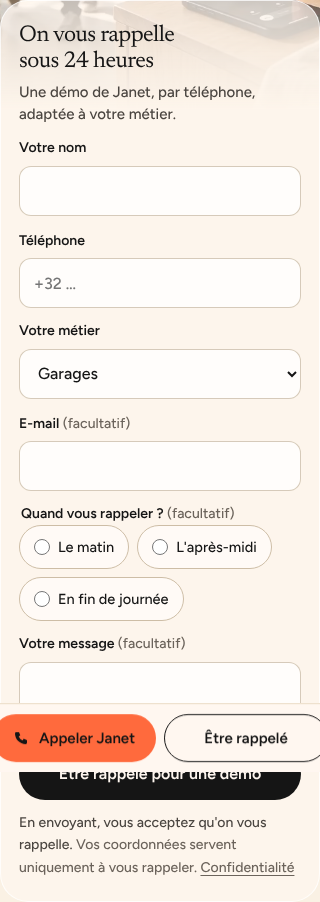 On vous rappelle
sous 24 heures
Une démo de Janet, par téléphone,
adaptée à votre métier.
Votre nom
Téléphone
+32 ...
Votre métier
Garages
E-mail (facultatif)
Quand vous rappeler ? (facultatif)
Le matin
L'après-midi
En fin de journée
Votre message (facultatif)
Appeler Janet
Être rappelé
Être rappelé pour une démo
En envoyant, vous acceptez qu'on vous
rappelle. Vos coordonnées servent
uniquement à vous rappeler. Confidentialité